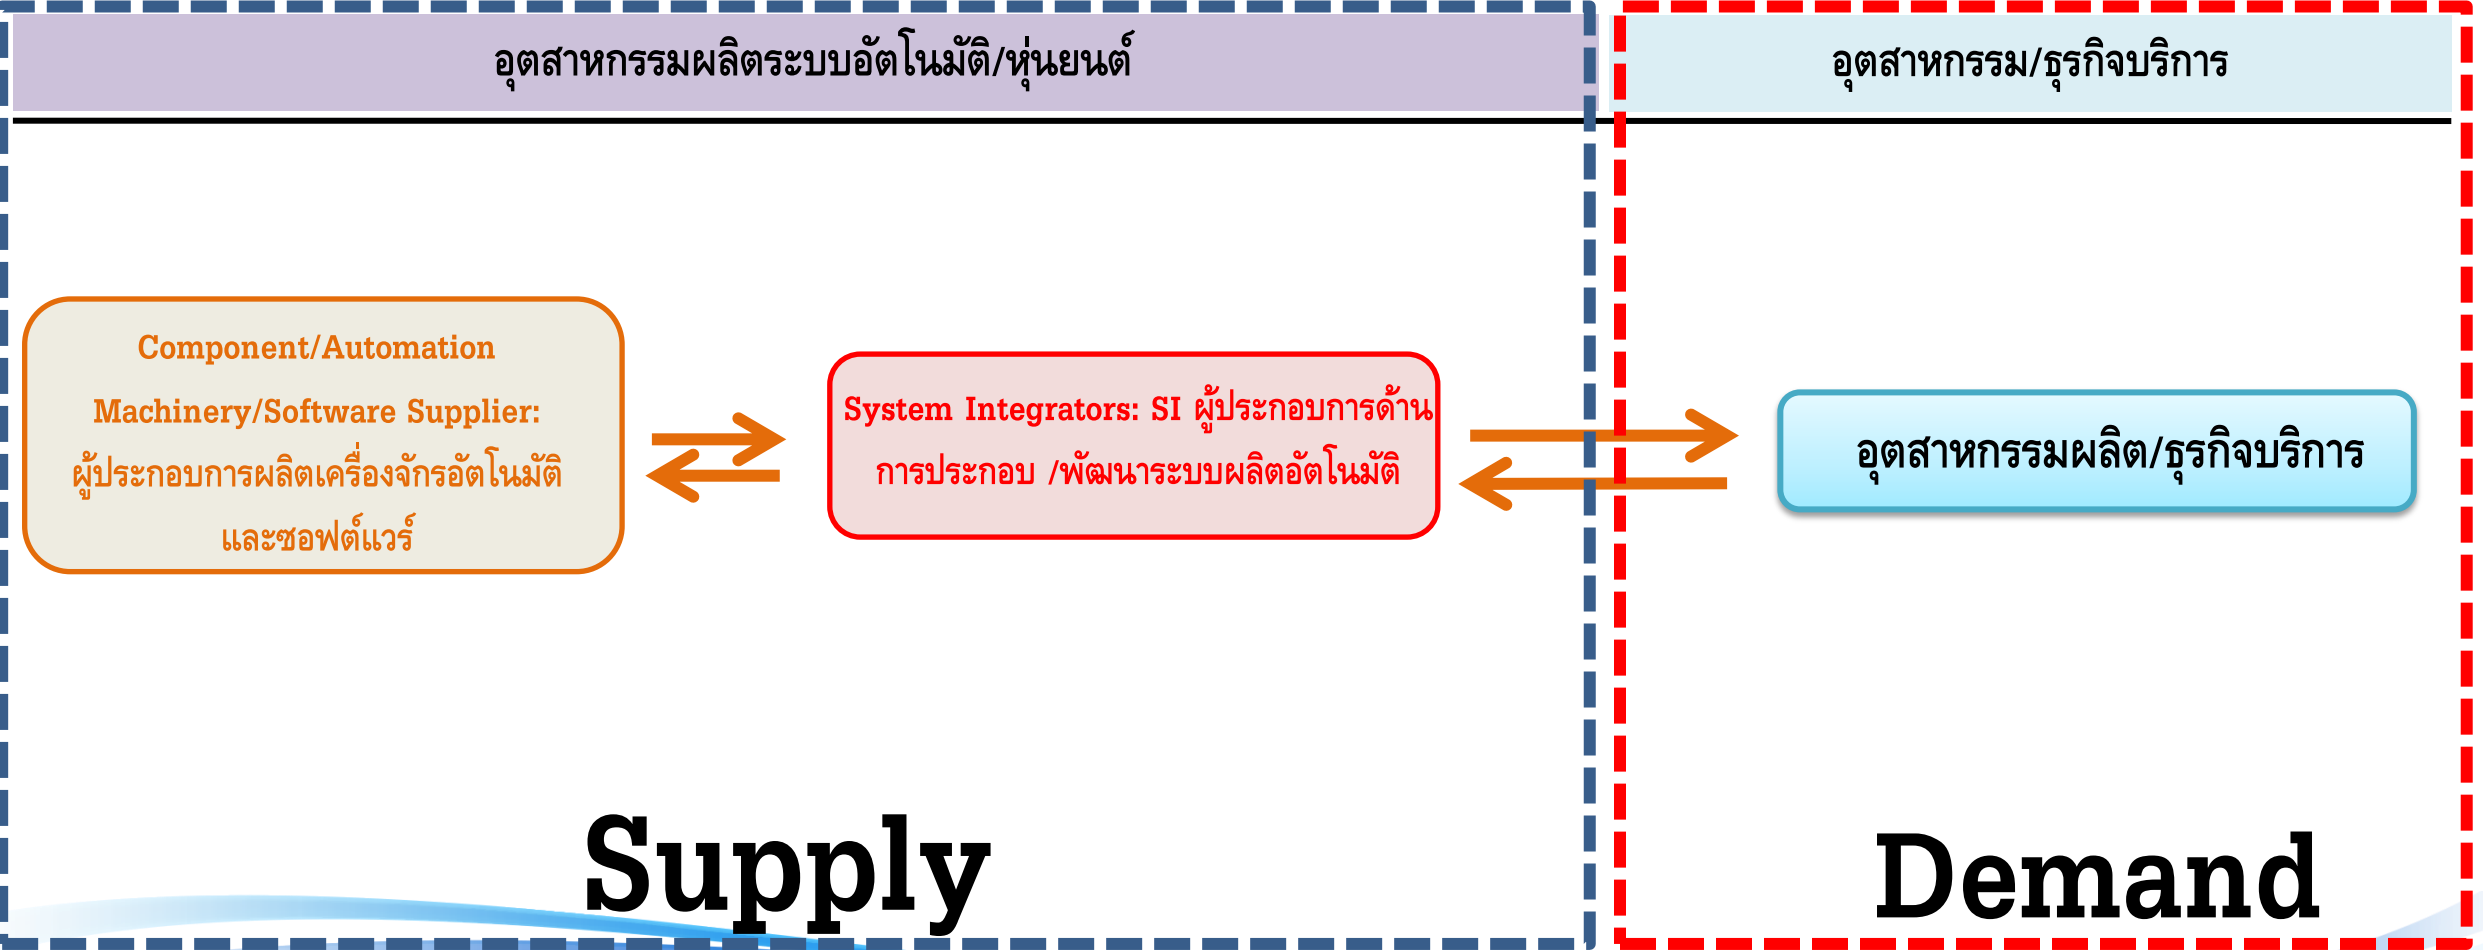 อุตสาหกรรมผลิตระบบอัตโนมัติ/หุ่นยนต์
อุตสาหกรรม/ธุรกิจบริการ
Component/Automation
Machinery/Software Supplier:
ผู้ประกอบการผลิตเครื่องจักรอัตโนมัติ
และซอฟต์แวร์
System Integrators: SI ผู้ประกอบการด้าน
การประกอบ /พัฒนาระบบผลิตอัตโนมัติ
อุตสาหกรรมผลิต/ธุรกิจบริการ
Supply
Demand